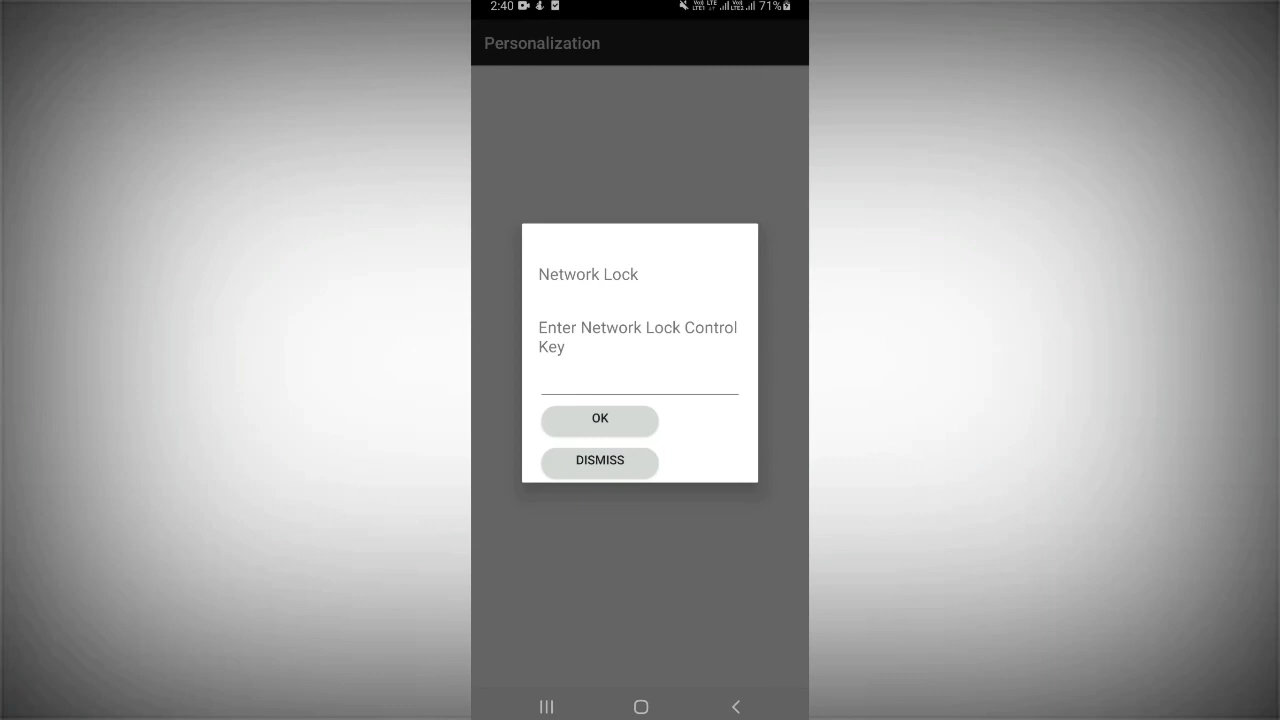 2:40 71%
Personalization
Network Lock
Enter Network Lock Control
Key
OK
DISMISS